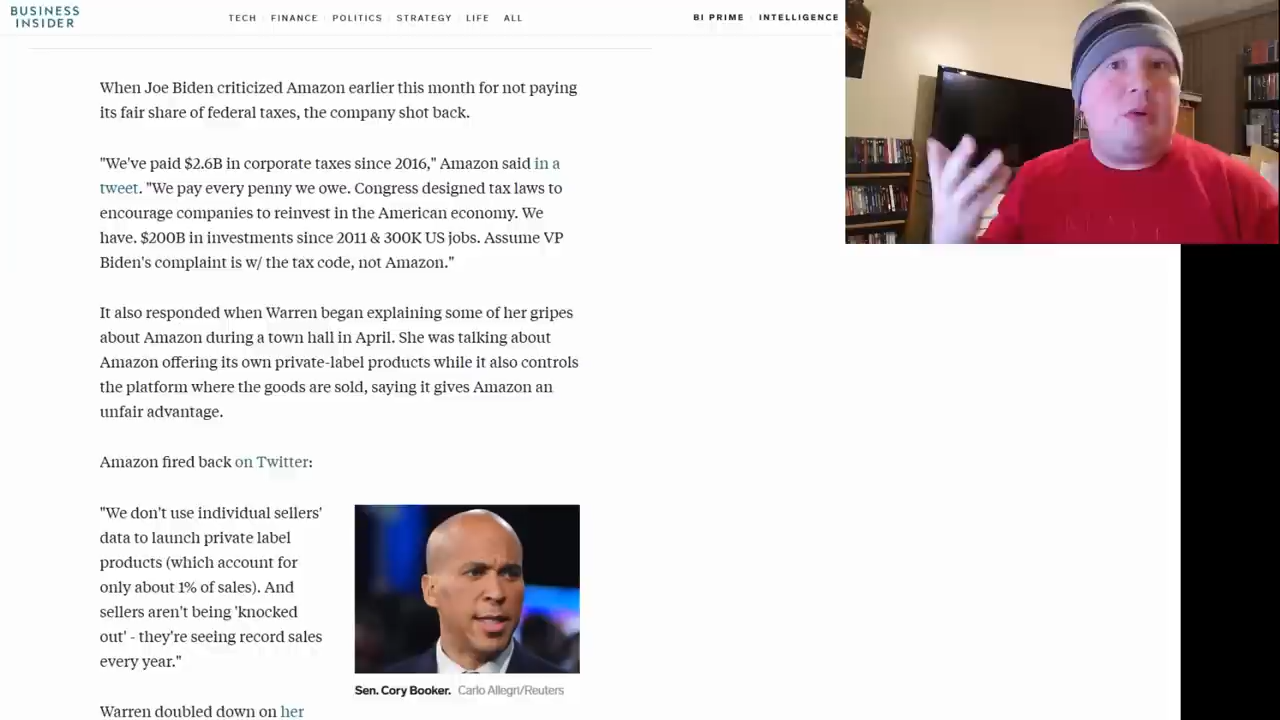 BUSINESS
INSIDER
TECH FINANCE POLITICS STRATEGY LIFE ALL
BI PRIME INTELLIGENCE
When Joe Biden criticized Amazon earlier this month for not paying
its fair share of federal taxes, the company shot back.
"We've paid $2.6B in corporate taxes since 2016," Amazon said in a
tweet. "We pay every penny we owe. Congress designed tax laws to
encourage companies to reinvest in the American economy. We
have. $200B in investments since 2011 & 300K US jobs. Assume VP
Biden's complaint is w/ the tax code, not Amazon."
It also responded when Warren began explaining some of her gripes
about Amazon during a town hall in April. She was talking about
Amazon offering its own private-label products while it also controls
the platform where the goods are sold, saying it gives Amazon an
unfair advantage.
Amazon fired back on Twitter:
"We don't use individual sellers'
data to launch private label
products (which account for
only about 1% of sales). And
sellers aren't being 'knocked
out' - they're seeing record sales
every year."
Sen. Cory Booker. Carlo Allegri/Reuters
Warren doubled down on her